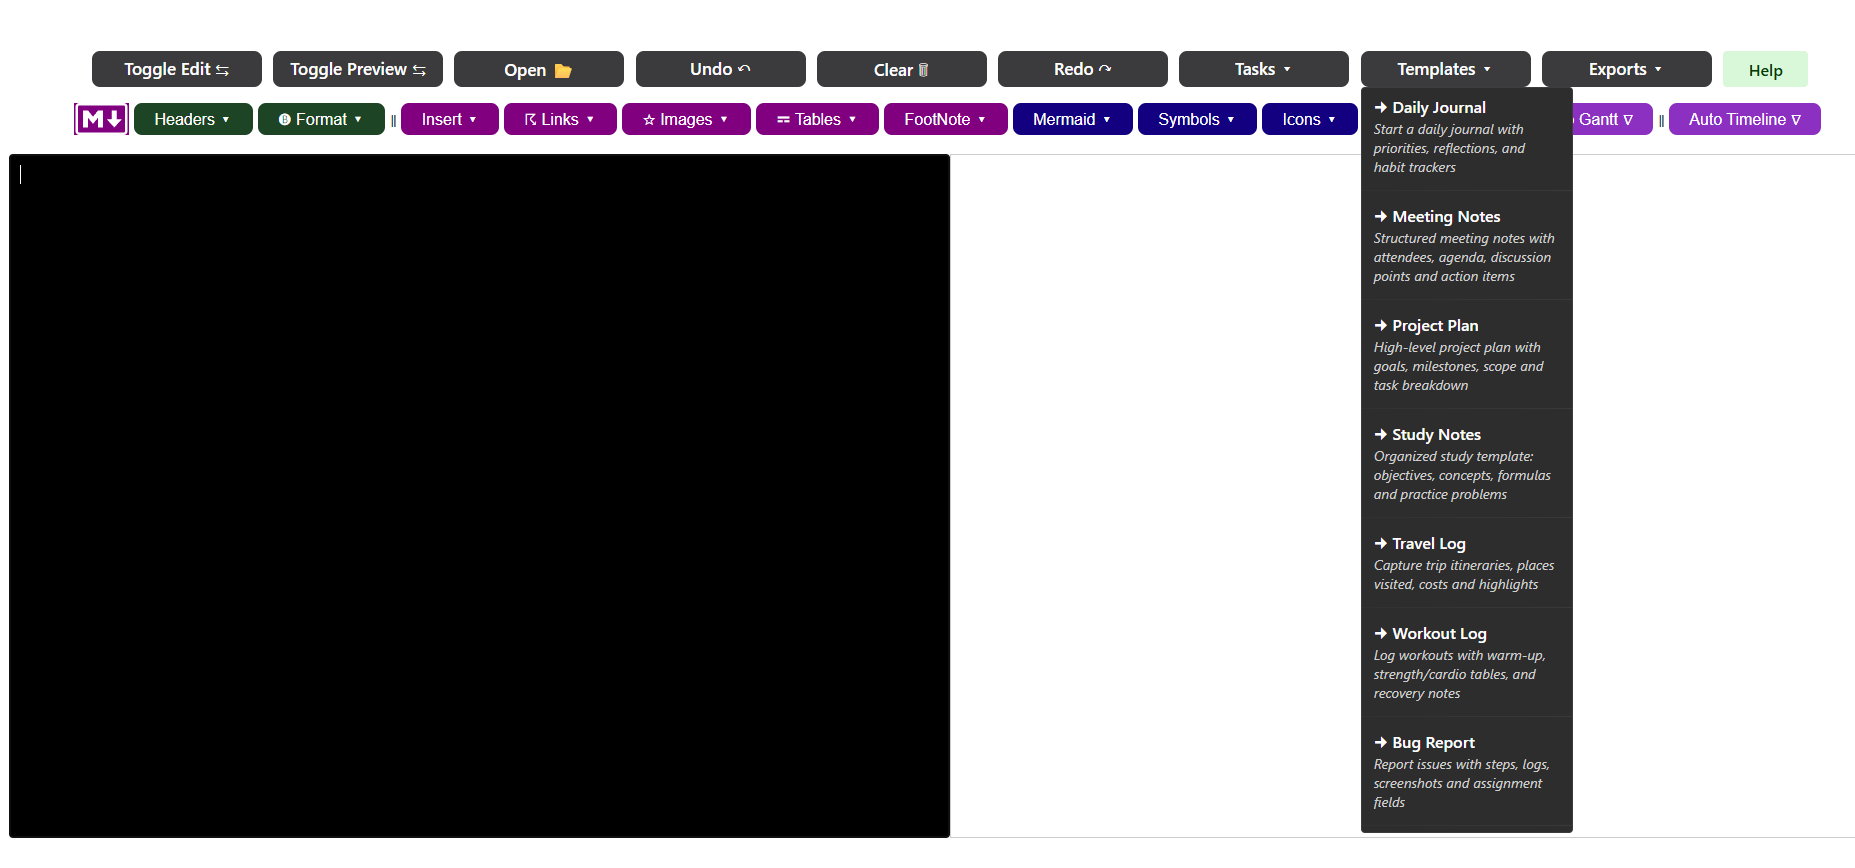 Toggle Edit ⇆
Toggle Preview ⇆
Open
Undo
Clear
Redo
Tasks ▾
Templates ▾
Exports ▾
Help
M↓
Headers ▾
B Format ▾
||
Insert ▾
Links ▾
☆ Images ▾
Tables ▾
FootNote ▾
Mermaid ▾
Symbols ▾
Icons ▾
Gantt ∇
||
Auto Timeline ∇
➜ Daily Journal
Start a daily journal with
priorities, reflections, and
habit trackers
➜ Meeting Notes
Structured meeting notes with
attendees, agenda, discussion
points and action items
➜ Project Plan
High-level project plan with
goals, milestones, scope and
task breakdown
➜ Study Notes
Organized study template:
objectives, concepts, formulas
and practice problems
➜ Travel Log
Capture trip itineraries, places
visited, costs and highlights
➜ Workout Log
Log workouts with warm-up,
strength/cardio tables, and
recovery notes
➜ Bug Report
Report issues with steps, logs,
screenshots and assignment
fields